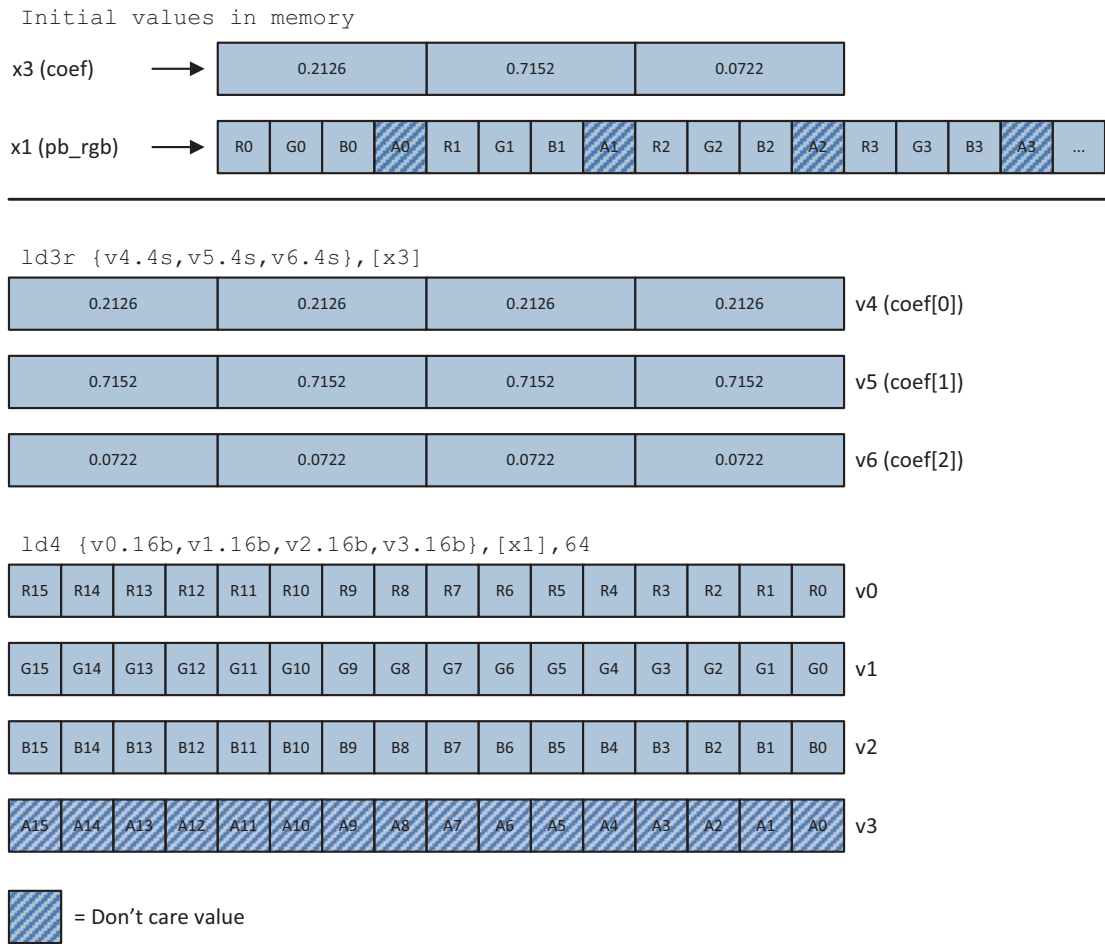 Initial values in memory
x3 (coef) 0.2126 0.7152 0.0722
x1 (pb_rgb) R0 G0 B0 A0 R1 G1 B1 A1 R2 G2 B2 A2 R3 G3 B3 A3 ...
ld3r {v4.4s,v5.4s,v6.4s},[x3]
0.2126 0.2126 0.2126 0.2126 v4 (coef[0])
0.7152 0.7152 0.7152 0.7152 v5 (coef[1])
0.0722 0.0722 0.0722 0.0722 v6 (coef[2])
ld4 {v0.16b,v1.16b,v2.16b,v3.16b},[x1],64
R15 R14 R13 R12 R11 R10 R9 R8 R7 R6 R5 R4 R3 R2 R1 R0 v0
G15 G14 G13 G12 G11 G10 G9 G8 G7 G6 G5 G4 G3 G2 G1 G0 v1
B15 B14 B13 B12 B11 B10 B9 B8 B7 B6 B5 B4 B3 B2 B1 B0 v2
A15 A14 A13 A12 A11 A10 A9 A8 A7 A6 A5 A4 A3 A2 A1 A0 v3
= Don’t care value